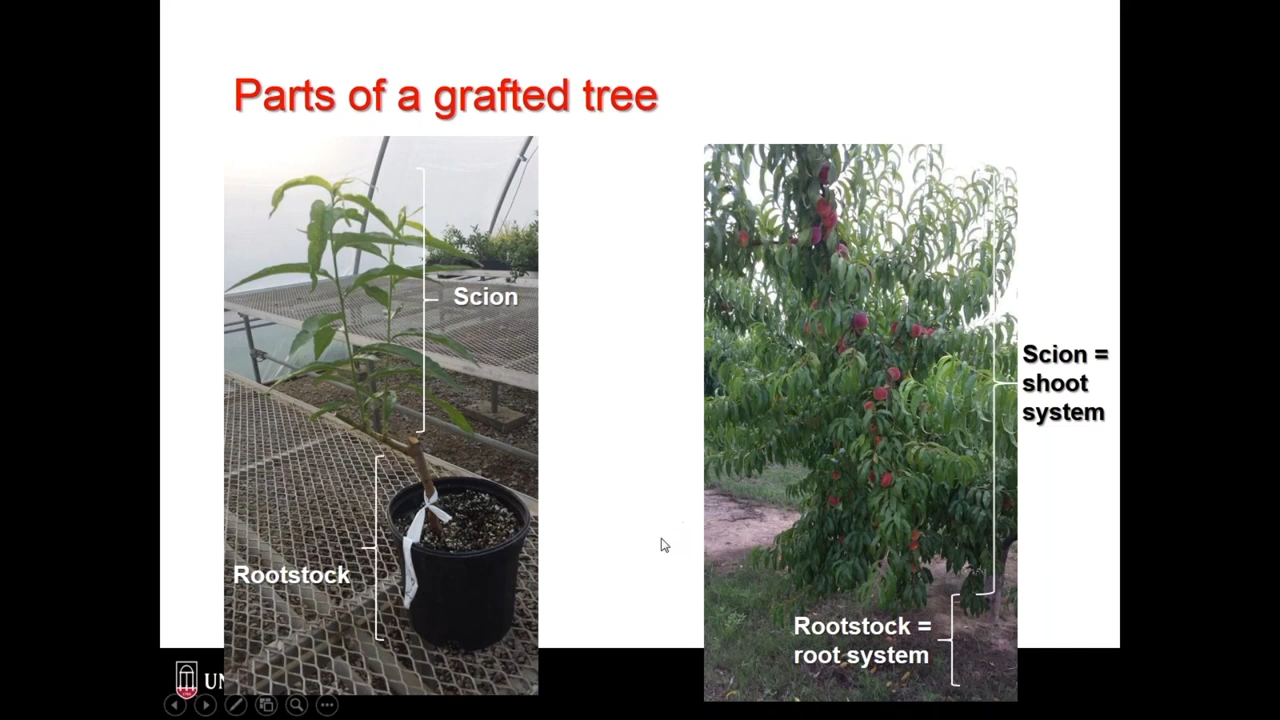 Parts of a grafted tree
Scion
Rootstock
Scion =
shoot
system
Rootstock =
root system